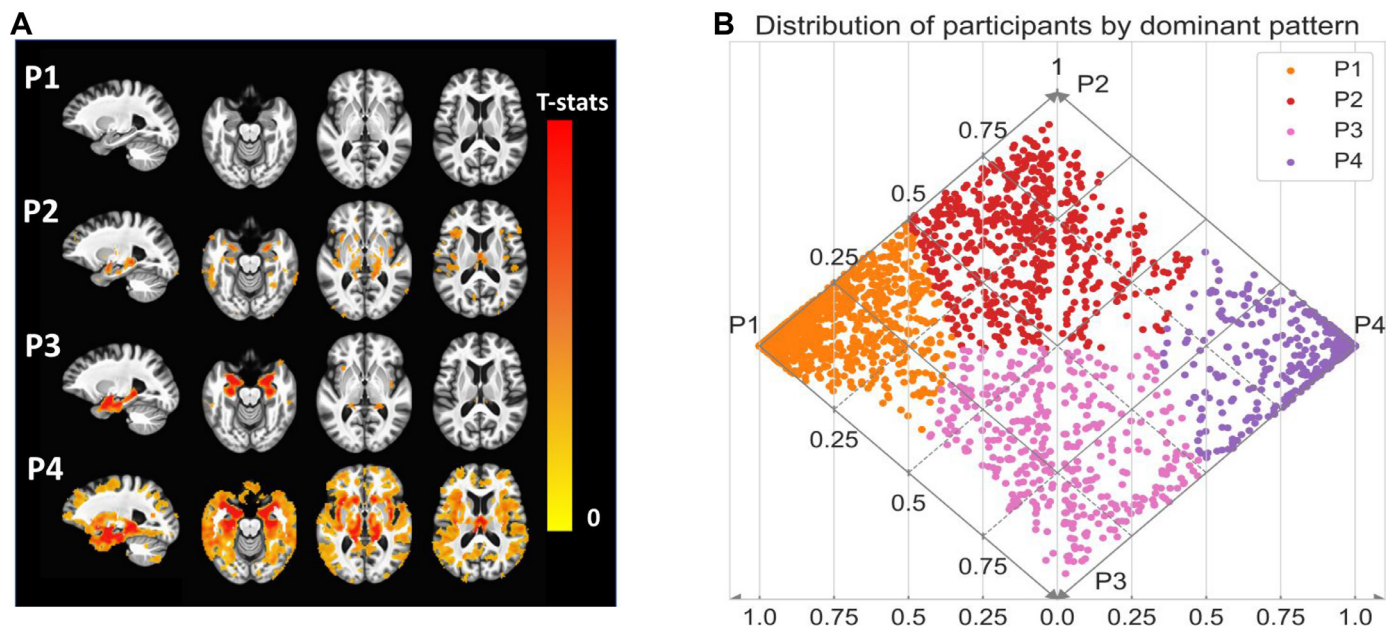 A
P1
T-stats
P2
P3
P4
0
B
Distribution of participants by dominant pattern
1
P2
P1
P2
P3
P4
0.75
0.5
0.25
P1
P4
0.25
0.5
0.75
P3
1.0 0.75 0.5 0.25 0.0 0.25 0.5 0.75 1.0